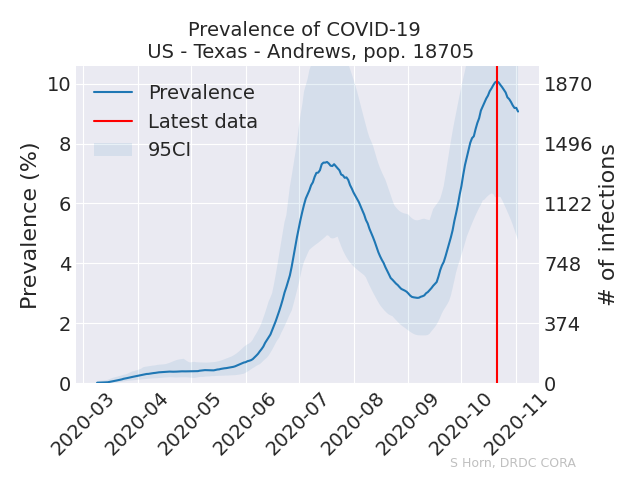 Prevalence of COVID-19
US - Texas - Andrews, pop. 18705
Prevalence (%)
10
8
6
4
2
0
Prevalence
Latest data
95CI
1870
1496
1122
748
374
0
# of infections
2020-03
2020-04
2020-05
2020-06
2020-07
2020-08
2020-09
2020-10
2020-11
S Horn, DRDC CORA